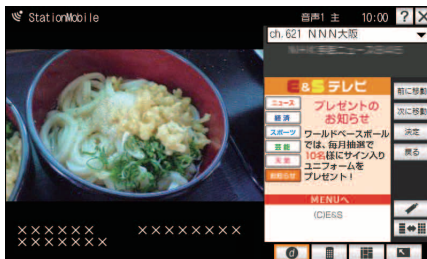 StationMobile
音声1 主
10:00
?
X
ch.621 NNN大阪
E&S テレビ
ニュース
経済
スポーツ
芸能
天気
お知らせ
プレゼントの
お知らせ
ワールドベースボール
では、毎月抽選で
10名様にサイン入り
ユニフォームを
プレゼント!
MENUへ
(C)E&S
前に移動
次に移動
決定
戻る
×××××× ××××××××
×××××××
d